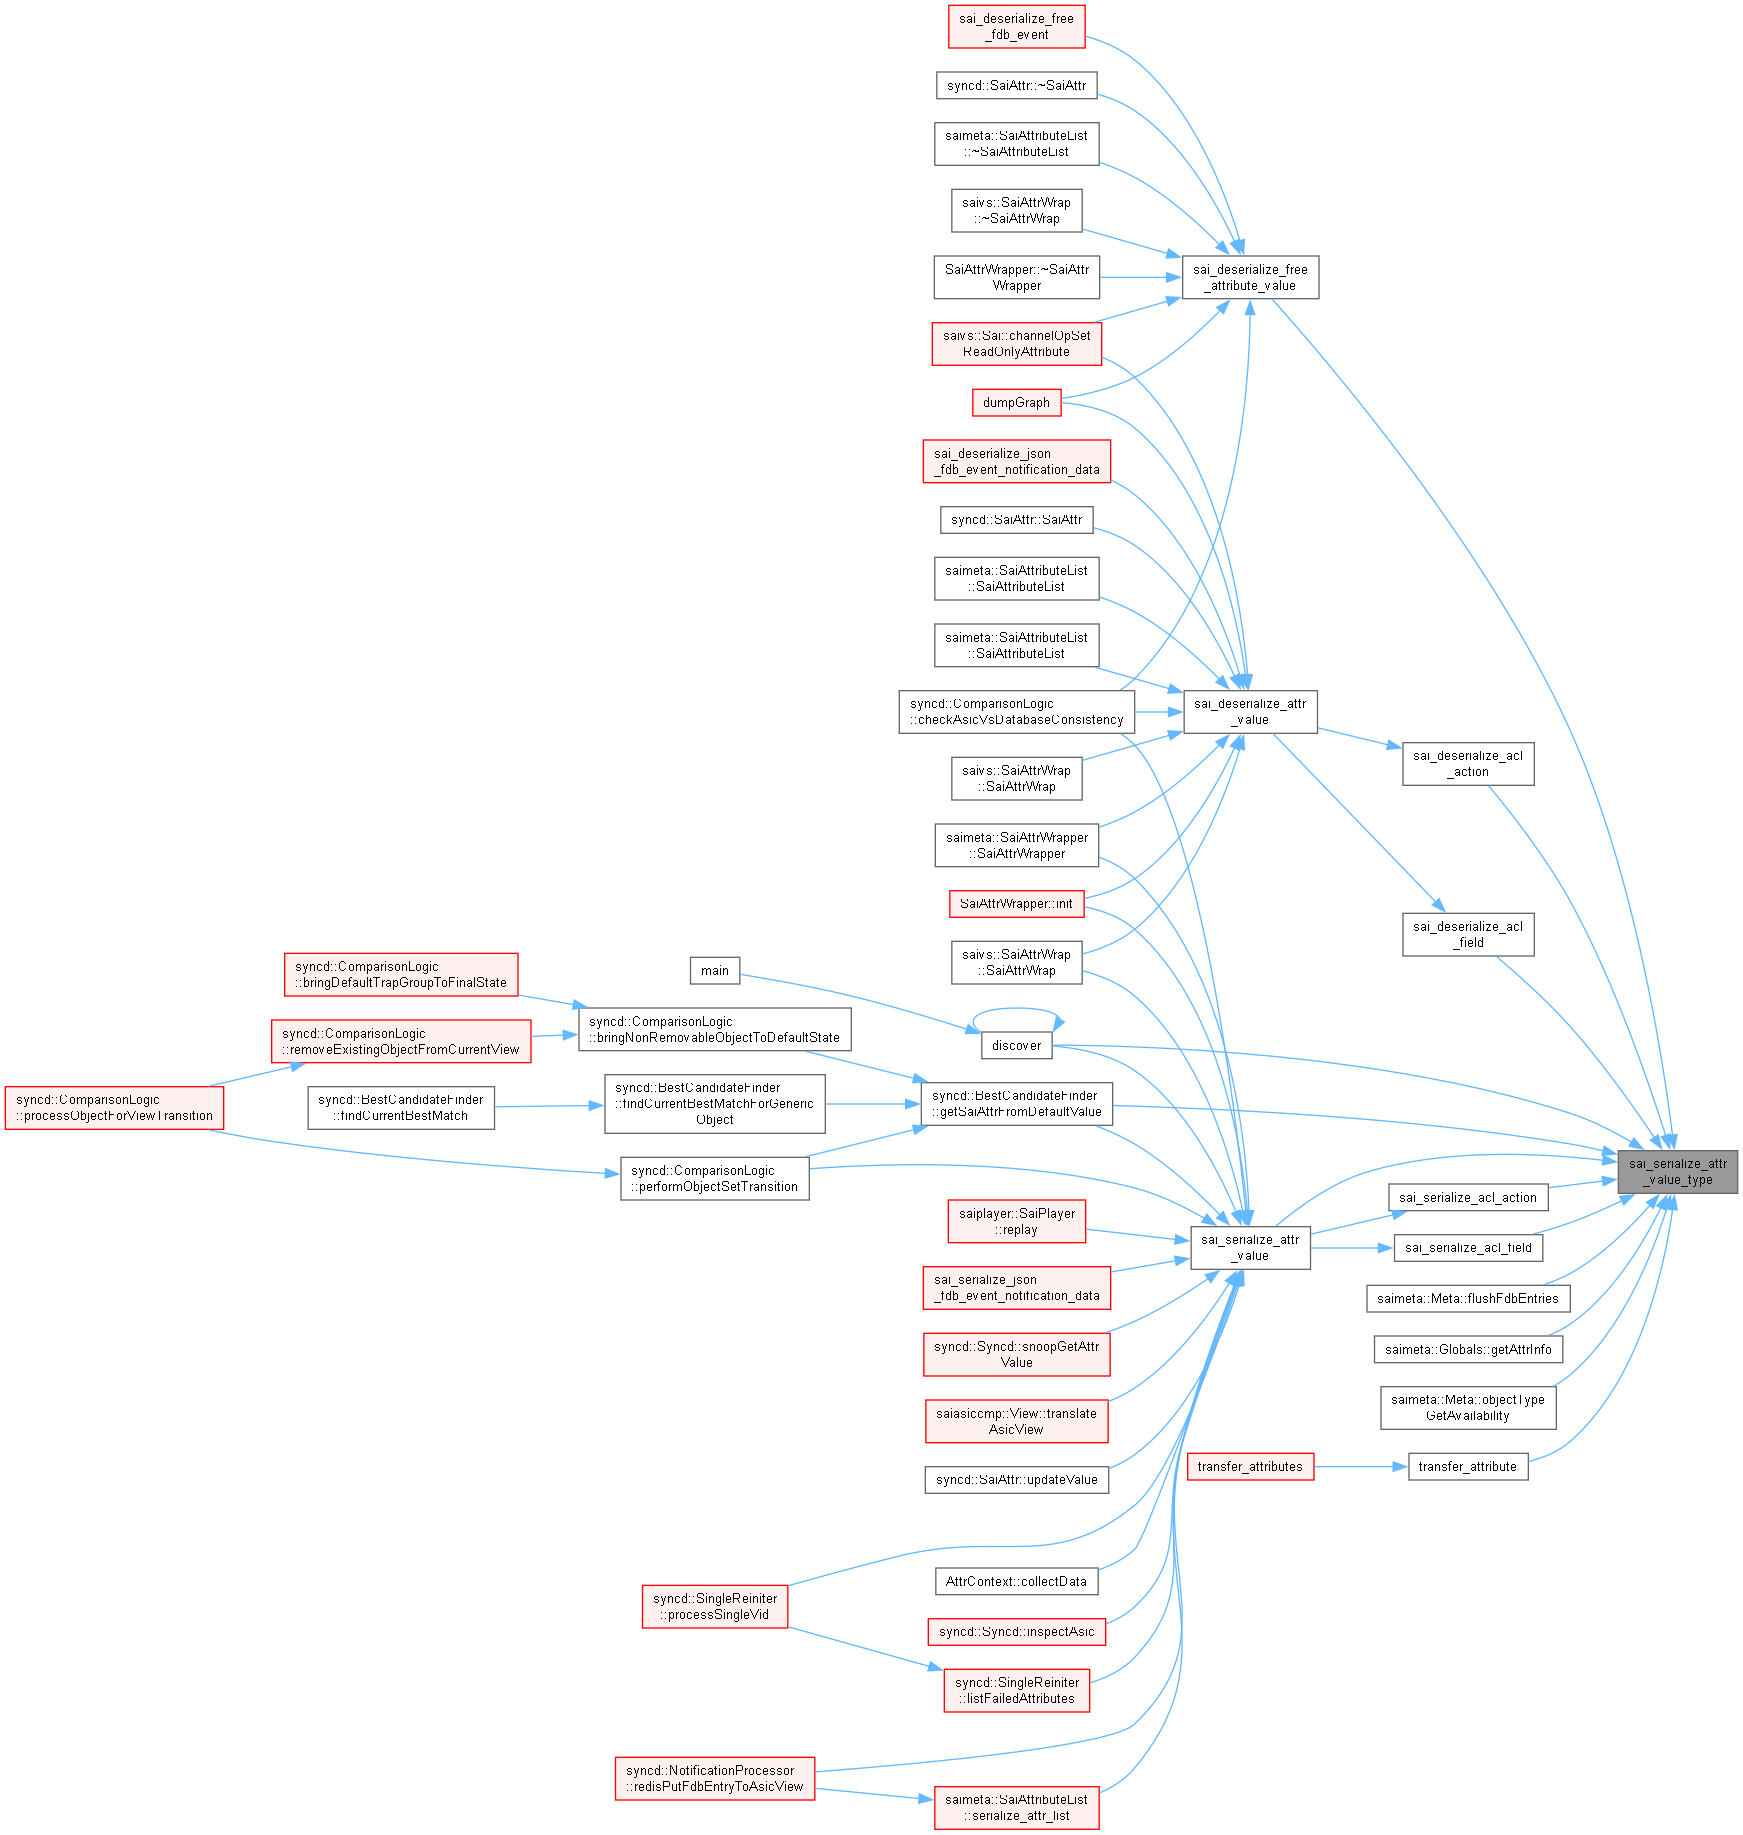 sai_deserialize_free
_fdb_event
syncd::SaiAttr::~SaiAttr
saimeta::SaiAttributeList
::~SaiAttributeList
saivs::SaiAttrWrap
::~SaiAttrWrap
SaiAttrWrapper::~SaiAttr
Wrapper
sai_deserialize_free
_attribute_value
saivs::Sai::channelOpSet
ReadOnlyAttribute
dumpGraph
sai_deserialize_json
_fdb_event_notification_data
syncd::SaiAttr::SaiAttr
saimeta::SaiAttributeList
::SaiAttributeList
saimeta::SaiAttributeList
::SaiAttributeList
syncd::ComparisonLogic
::checkAsicVsDatabaseConsistency
sai_deserialize_attr
_value
sai_deserialize_acl
_action
saivs::SaiAttrWrap
::SaiAttrWrap
saimeta::SaiAttrWrapper
::SaiAttrWrapper
SaiAttrWrapper::init
sai_deserialize_acl
_field
saivs::SaiAttrWrap
::SaiAttrWrap
syncd::ComparisonLogic
::bringDefaultTrapGroupToFinalState
main
syncd::ComparisonLogic
::removeExistingObjectFromCurrentView
syncd::ComparisonLogic
::bringNonRemovableObjectToDefaultState
discover
syncd::ComparisonLogic
::processObjectForViewTransition
syncd::BestCandidateFinder
::findCurrentBestMatch
syncd::BestCandidateFinder
::findCurrentBestMatchForGeneric
Object
syncd::BestCandidateFinder
::getSaiAttrFromDefaultValue
syncd::ComparisonLogic
::performObjectSetTransition
sai_serialize_attr
_value_type
sai_serialize_acl_action
saiplayer::SaiPlayer
::replay
sai_serialize_attr
_value
sai_serialize_acl_field
sai_serialize_json
_fdb_event_notification_data
saimeta::Meta::flushFdbEntries
syncd::Syncd::snoopGetAttr
Value
saimeta::Globals::getAttrInfo
saiasiccmp::View::translate
AsicView
saimeta::Meta::objectType
GetAvailability
syncd::SaiAttr::updateValue
transfer_attributes
transfer_attribute
AttrContext::collectData
syncd::SingleReiniter
::processSingleVid
syncd::Syncd::inspectAsic
syncd::SingleReiniter
::listFailedAttributes
syncd::NotificationProcessor
::redisPutFdbEntryToAsicView
saimeta::SaiAttributeList
::serialize_attr_list